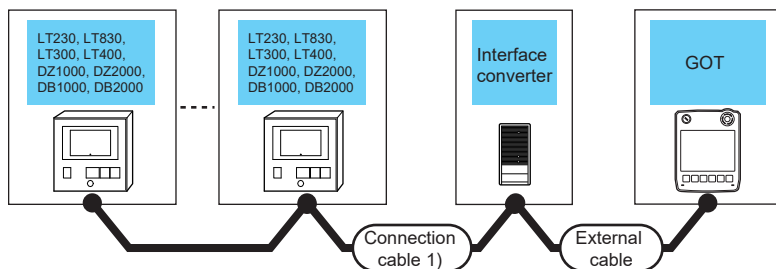 LT230, LT830,
LT300, LT400,
DZ1000, DZ2000,
DB1000, DB2000
LT230, LT830,
LT300, LT400,
DZ1000, DZ2000,
DB1000, DB2000
Interface
converter
GOT
Connection
cable 1)
External
cable